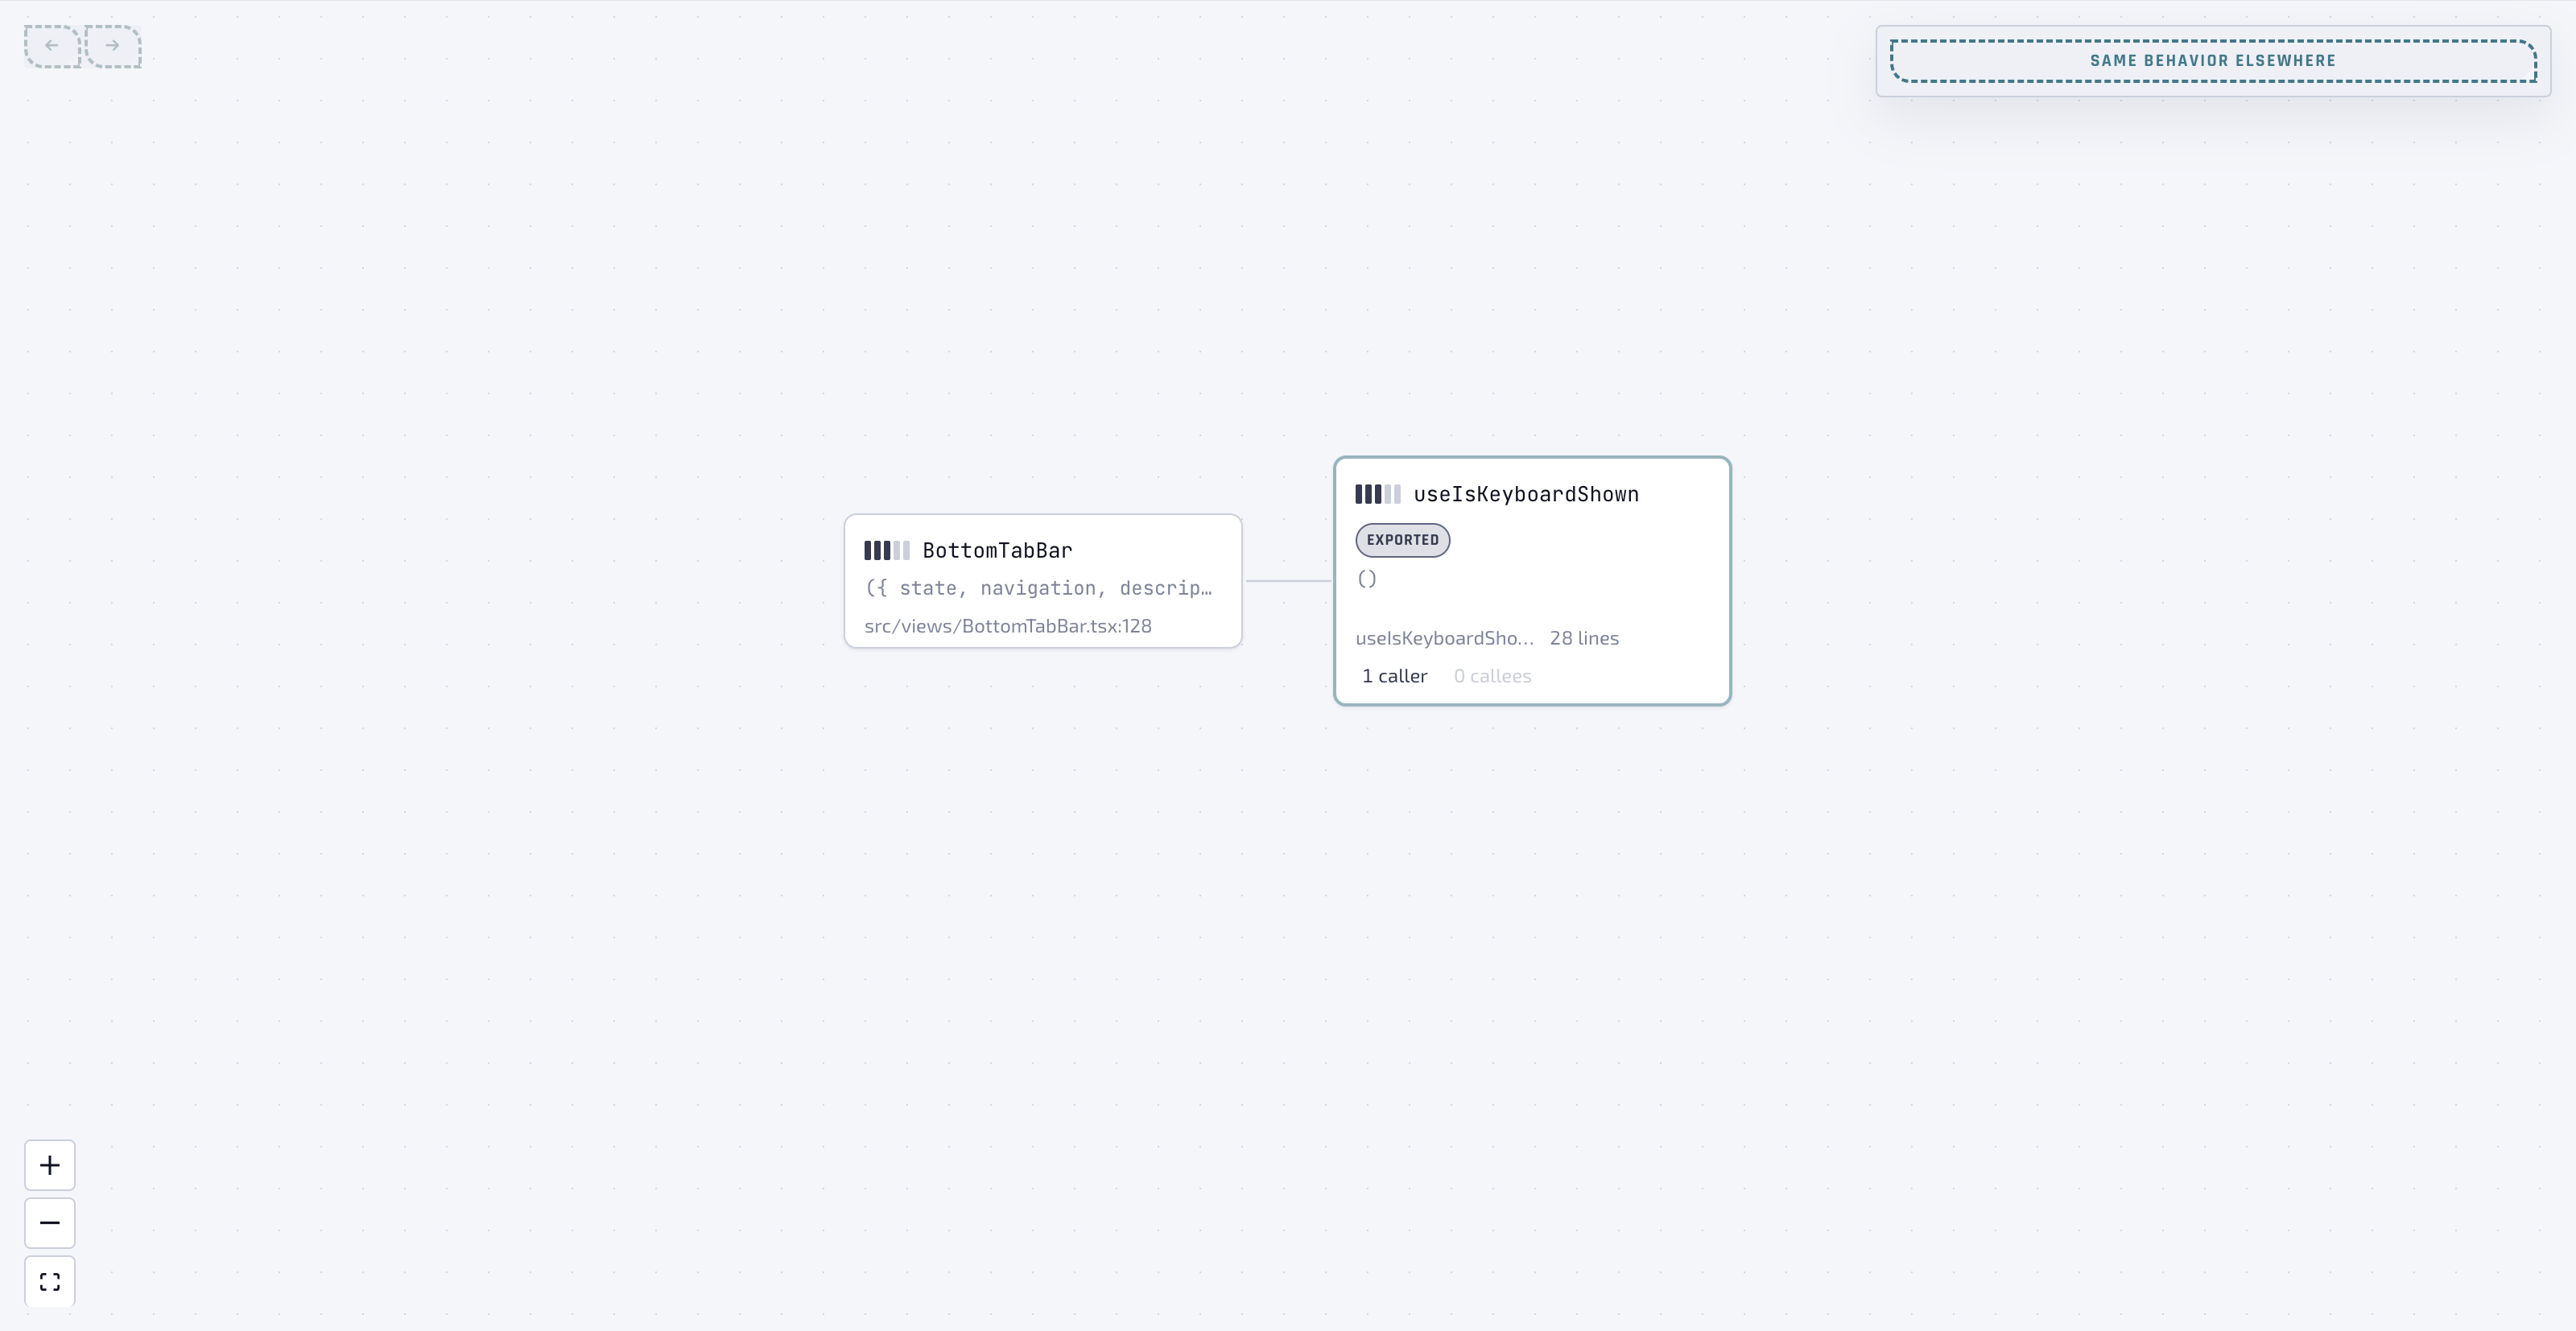 SAME BEHAVIOR ELSEWHERE
BottomTabBar
({ state, navigation, descrip…
src/views/BottomTabBar.tsx:128
useIsKeyboardShown
EXPORTED
()
useIsKeyboardSho… 28 lines
1 caller 0 callees